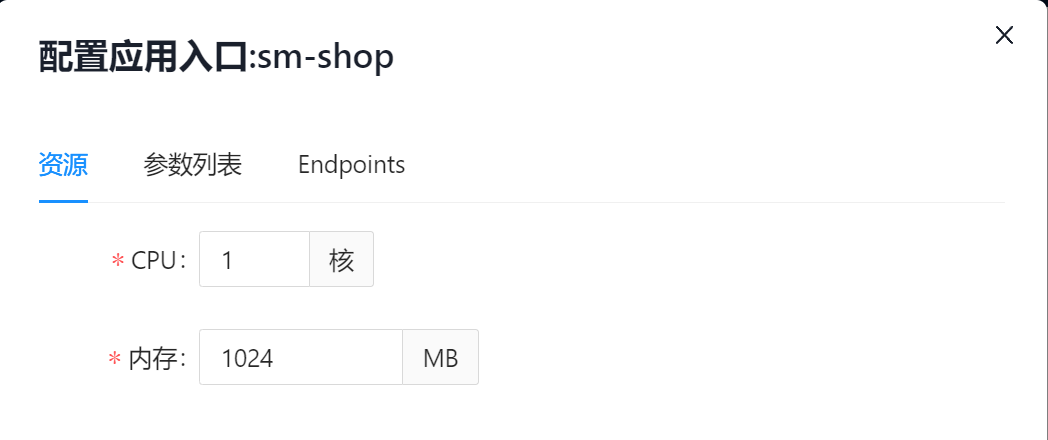 配置应用入口:sm-shop
资源 参数列表 Endpoints
* CPU: 1 核
* 内存: 1024 MB